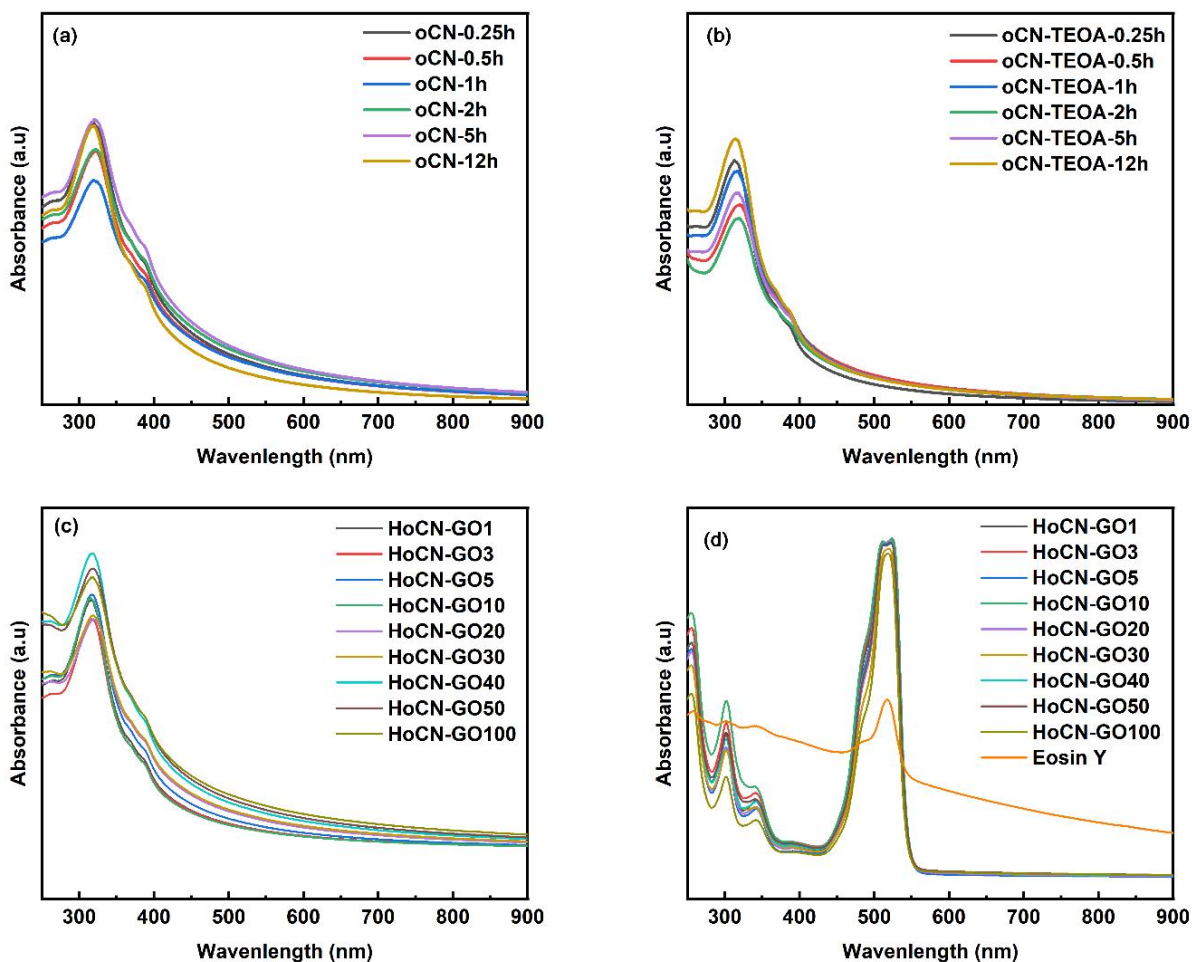 (a)
oCN-0.25h
oCN-0.5h
oCN-1h
oCN-2h
oCN-5h
oCN-12h
Absorbance (a.u)
300 400 500 600 700 800 900
Wavenlength (nm)
(b)
oCN-TEOA-0.25h
oCN-TEOA-0.5h
oCN-TEOA-1h
oCN-TEOA-2h
oCN-TEOA-5h
oCN-TEOA-12h
Absorbance (a.u)
300 400 500 600 700 800 900
Wavenlength (nm)
(c)
HoCN-GO1
HoCN-GO3
HoCN-GO5
HoCN-GO10
HoCN-GO20
HoCN-GO30
HoCN-GO40
HoCN-GO50
HoCN-GO100
Absorbance (a.u)
300 400 500 600 700 800 900
Wavenlength (nm)
(d)
HoCN-GO1
HoCN-GO3
HoCN-GO5
HoCN-GO10
HoCN-GO20
HoCN-GO30
HoCN-GO40
HoCN-GO50
HoCN-GO100
Eosin Y
Absorbance (a.u)
300 400 500 600 700 800 900
Wavenlength (nm)